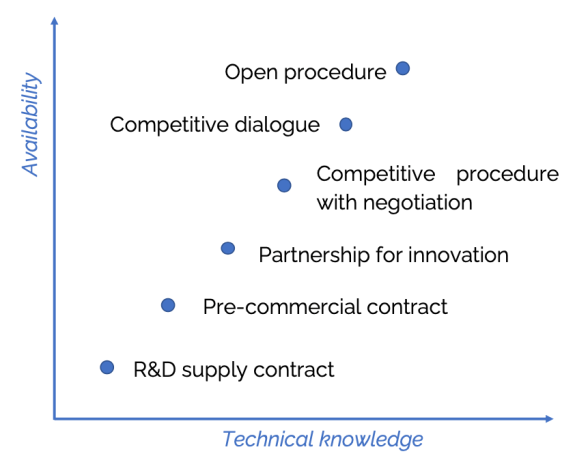 Availability
Open procedure
Competitive dialogue
Competitive procedure
with negotiation
Partnership for innovation
Pre-commercial contract
R&D supply contract
Technical knowledge